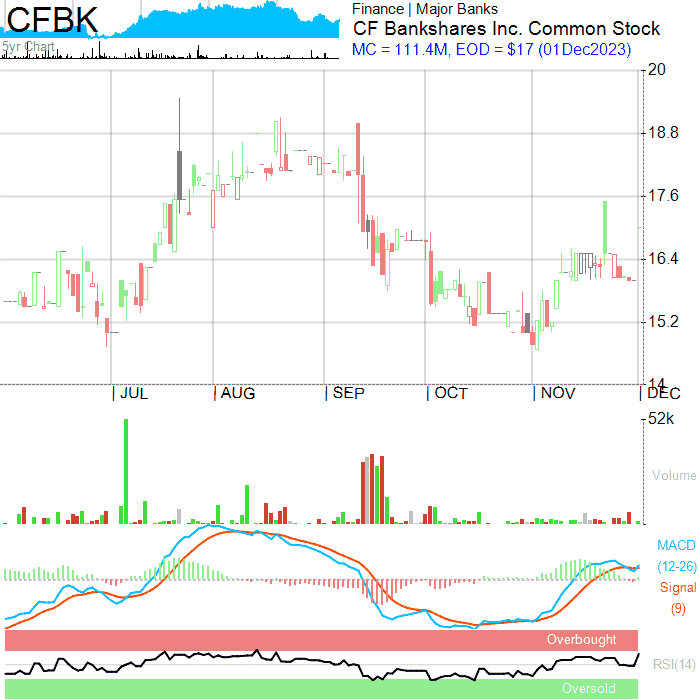 CFBK
5yr Chart
Finance | Major Banks
CF Bankshares Inc. Common Stock
MC = 111.4M, EOD = $17 (01Dec2023)
20
18.8
17.6
16.4
15.2
14
| JUL | AUG | SEP | OCT | NOV | DEC
52k
Volume
MACD
(12-26)
Signal
(9)
Overbought
RSI(14)
Oversold